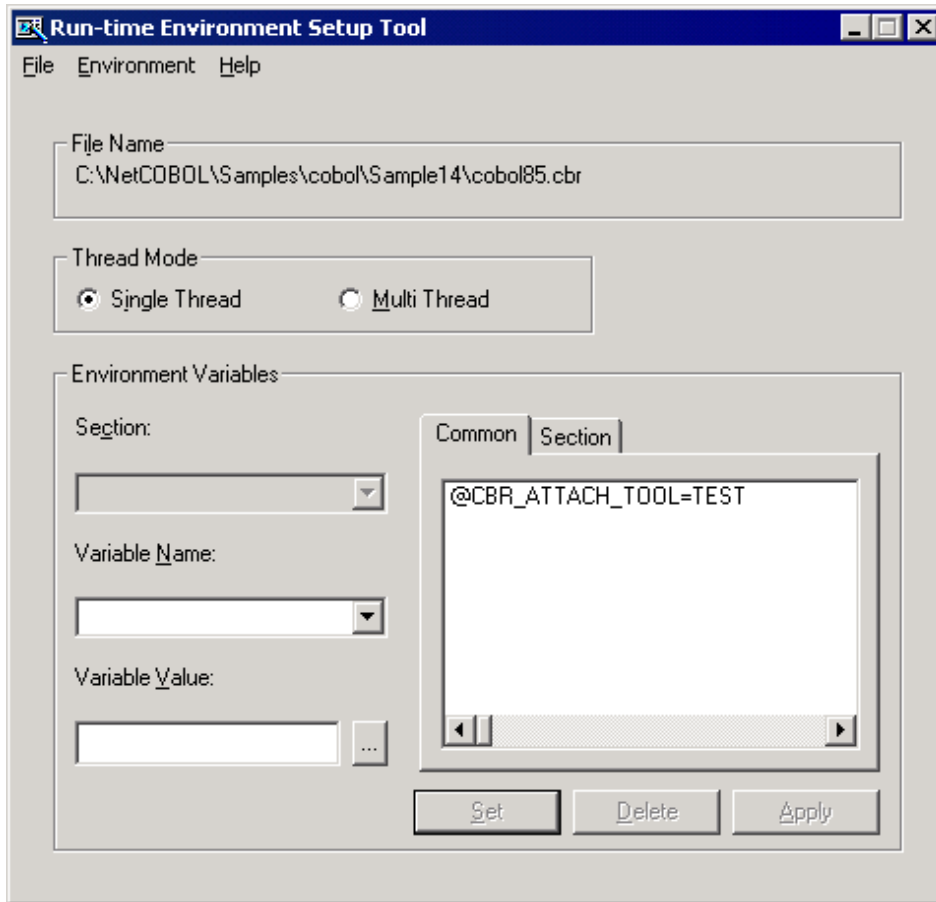 Run-time Environment Setup Tool
File Environment Help
File Name
C:\NetCOBOL\Samples\cobol\Sample14\cobol85.cbr
Thread Mode
Single Thread Multi Thread
Environment Variables
Section:
Variable Name:
Variable Value:
...
Common Section
@CBR_ATTACH_TOOL=TEST
Set Delete Apply